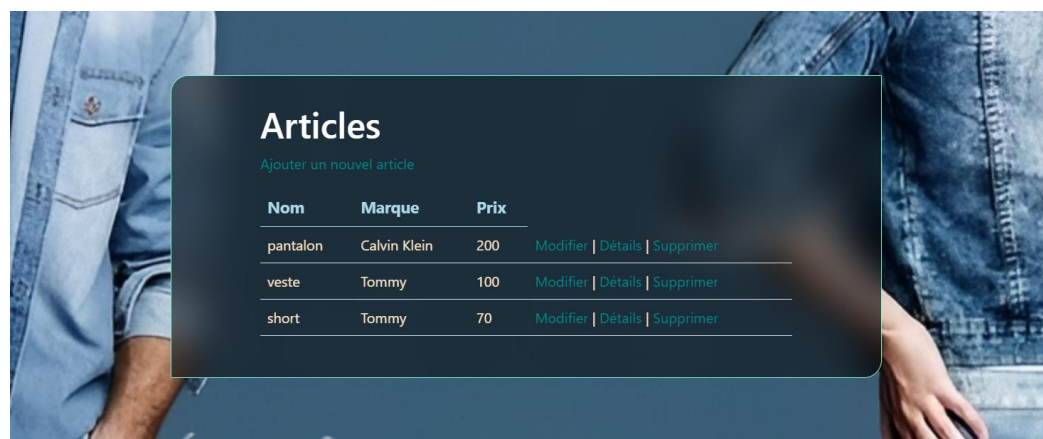 Articles
Ajouter un nouvel article
Nom Marque Prix
pantalon Calvin Klein 200 Modifier | Détails | Supprimer
veste Tommy 100 Modifier | Détails | Supprimer
short Tommy 70 Modifier | Détails | Supprimer